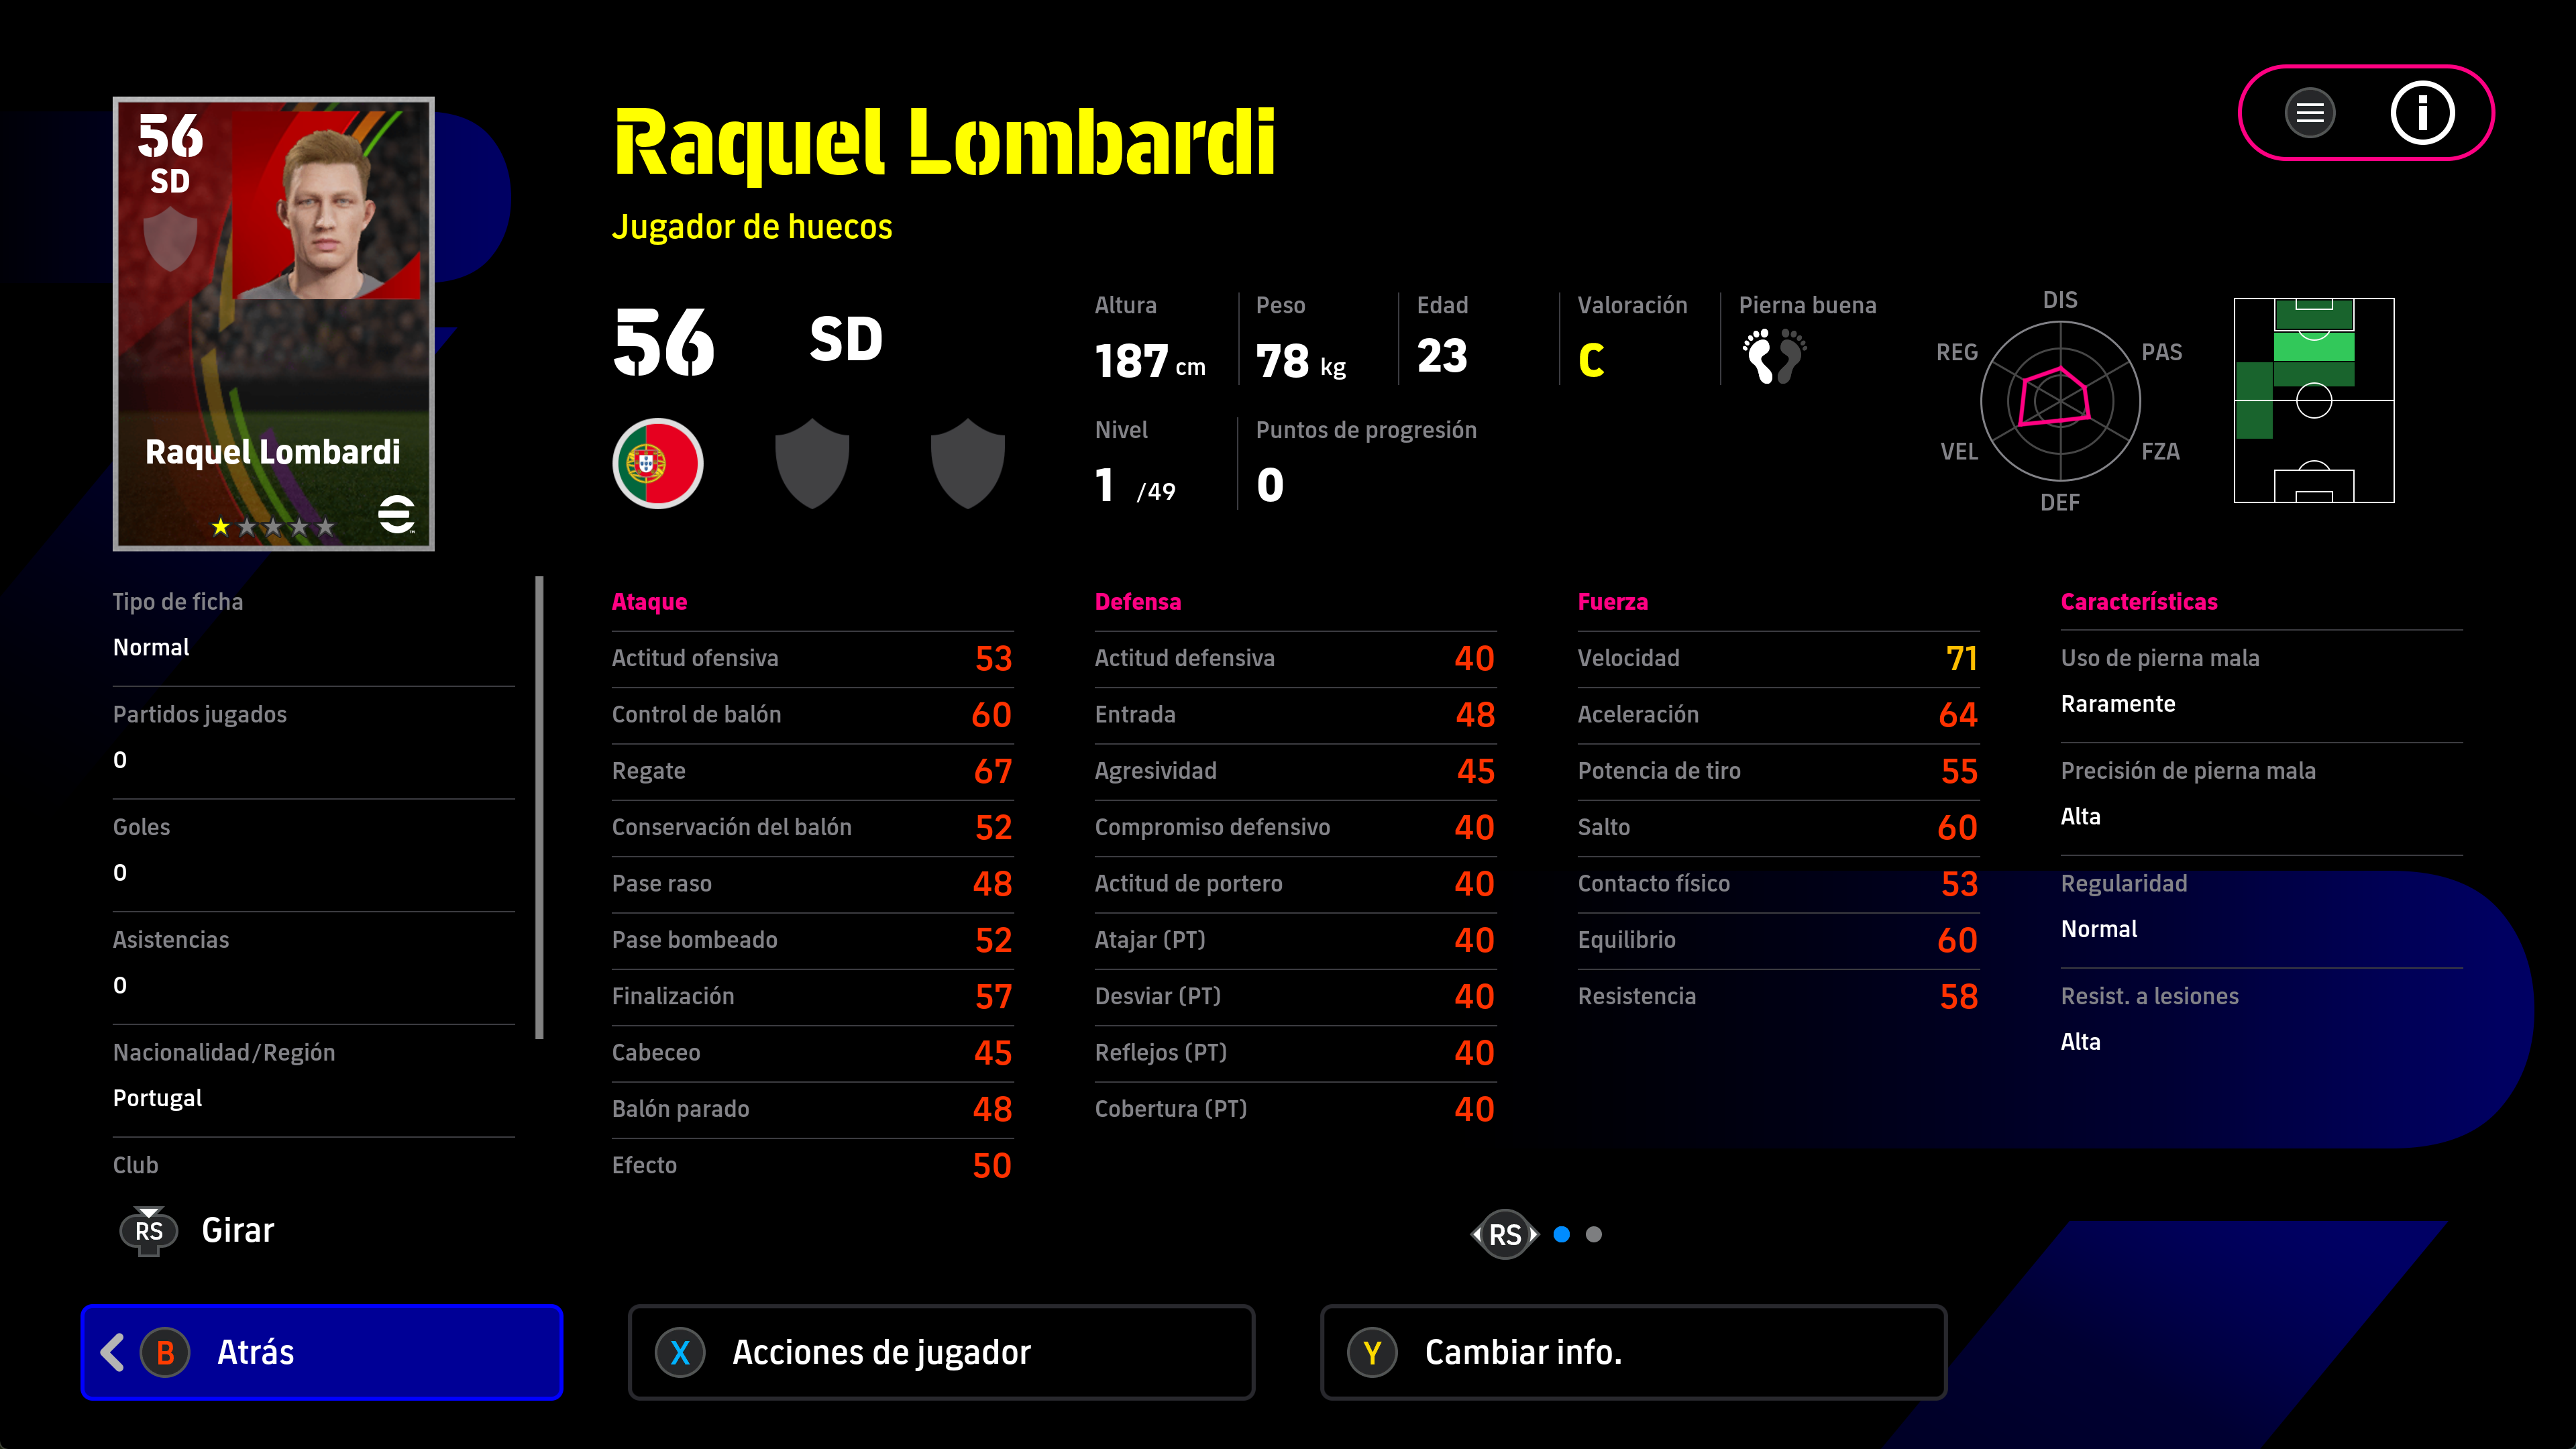 56
SD
Raquel Lombardi
Raquel Lombardi
Jugador de huecos
56 SD
Altura
187 cm
Peso
78 kg
Edad
23
Valoración
C
Pierna buena
Nivel
1 /49
Puntos de progresión
0
DIS
PAS
FZA
DEF
VEL
REG
Tipo de ficha
Normal
Partidos jugados
0
Goles
0
Asistencias
0
Nacionalidad/Región
Portugal
Club
Ataque
Actitud ofensiva 53
Control de balón 60
Regate 67
Conservación del balón 52
Pase raso 48
Pase bombeado 52
Finalización 57
Cabeceo 45
Balón parado 48
Efecto 50
Defensa
Actitud defensiva 40
Entrada 48
Agresividad 45
Compromiso defensivo 40
Actitud de portero 40
Atajar (PT) 40
Desviar (PT) 40
Reflejos (PT) 40
Cobertura (PT) 40
Fuerza
Velocidad 71
Aceleración 64
Potencia de tiro 55
Salto 60
Contacto físico 53
Equilibrio 60
Resistencia 58
Características
Uso de pierna mala
Raramente
Precisión de pierna mala
Alta
Regularidad
Normal
Resist. a lesiones
Alta
RS Girar
RS
B Atrás
X Acciones de jugador
Y Cambiar info.